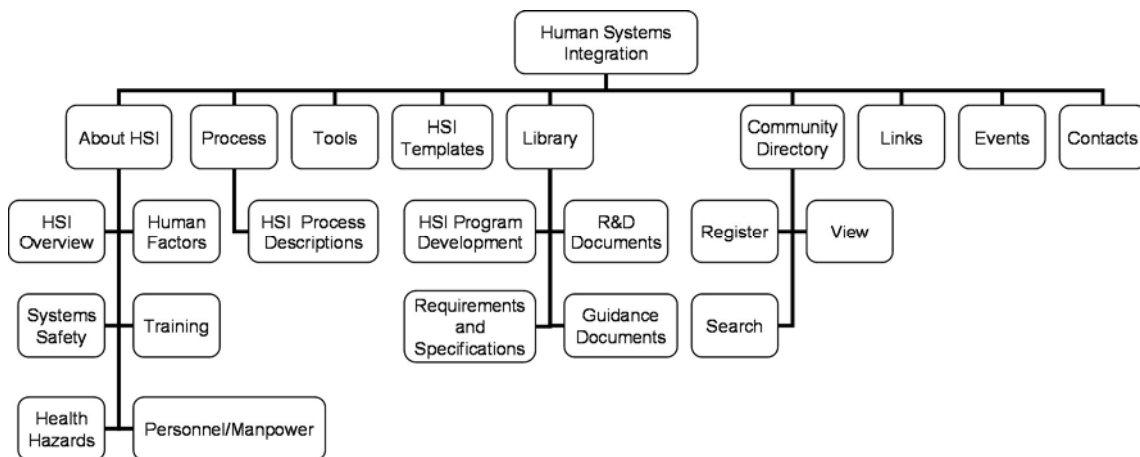 Human Systems
Integration
About HSI
Process
Tools
HSI
Templates
Library
Community
Directory
Links
Events
Contacts
HSI
Overview
Human
Factors
HSI Process
Descriptions
HSI Program
Development
R&D
Documents
Register
View
Systems
Safety
Training
Requirements
and
Specifications
Guidance
Documents
Search
Health
Hazards
Personnel/Manpower